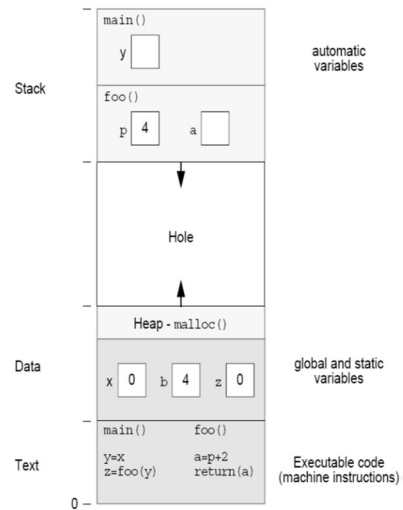 main()
y
automatic
variables
Stack
foo()
p 4 a
Hole
Heap - malloc()
Data
x 0 b 4 z 0
global and static
variables
main() foo()
y=x a=p+2
z=foo(y) return(a)
Text
Executable code
(machine instructions)
0